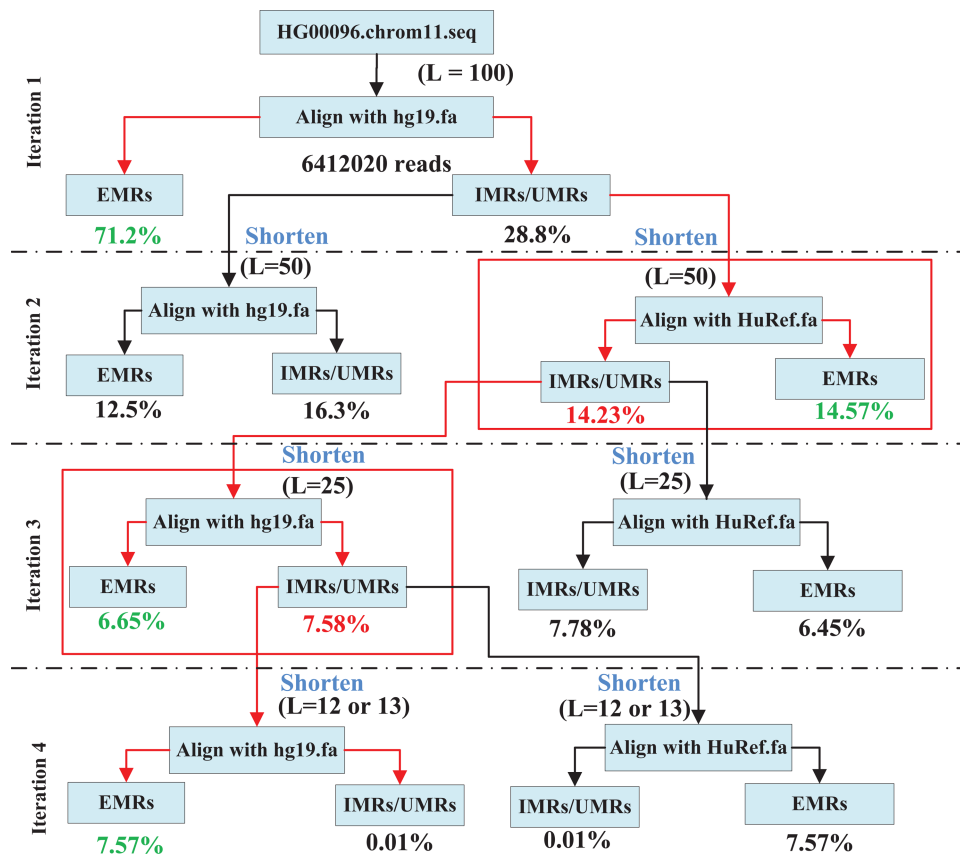 HG00096.chrom11.seq
(L = 100)
Iteration 1
Align with hg19.fa
6412020 reads
EMRs
IMRs/UMRs
71.2%
28.8%
Shorten
Shorten
(L=50)
(L=50)
Iteration 2
Align with hg19.fa
Align with HuRef.fa
EMRs
IMRs/UMRs
IMRs/UMRs
EMRs
12.5%
16.3%
14.23%
14.57%
Shorten
Shorten
(L=25)
(L=25)
Iteration 3
Align with hg19.fa
Align with HuRef.fa
EMRs
IMRs/UMRs
IMRs/UMRs
EMRs
6.65%
7.58%
7.78%
6.45%
Shorten
Shorten
(L=12 or 13)
(L=12 or 13)
Iteration 4
Align with hg19.fa
Align with HuRef.fa
EMRs
IMRs/UMRs
IMRs/UMRs
EMRs
7.57%
0.01%
0.01%
7.57%